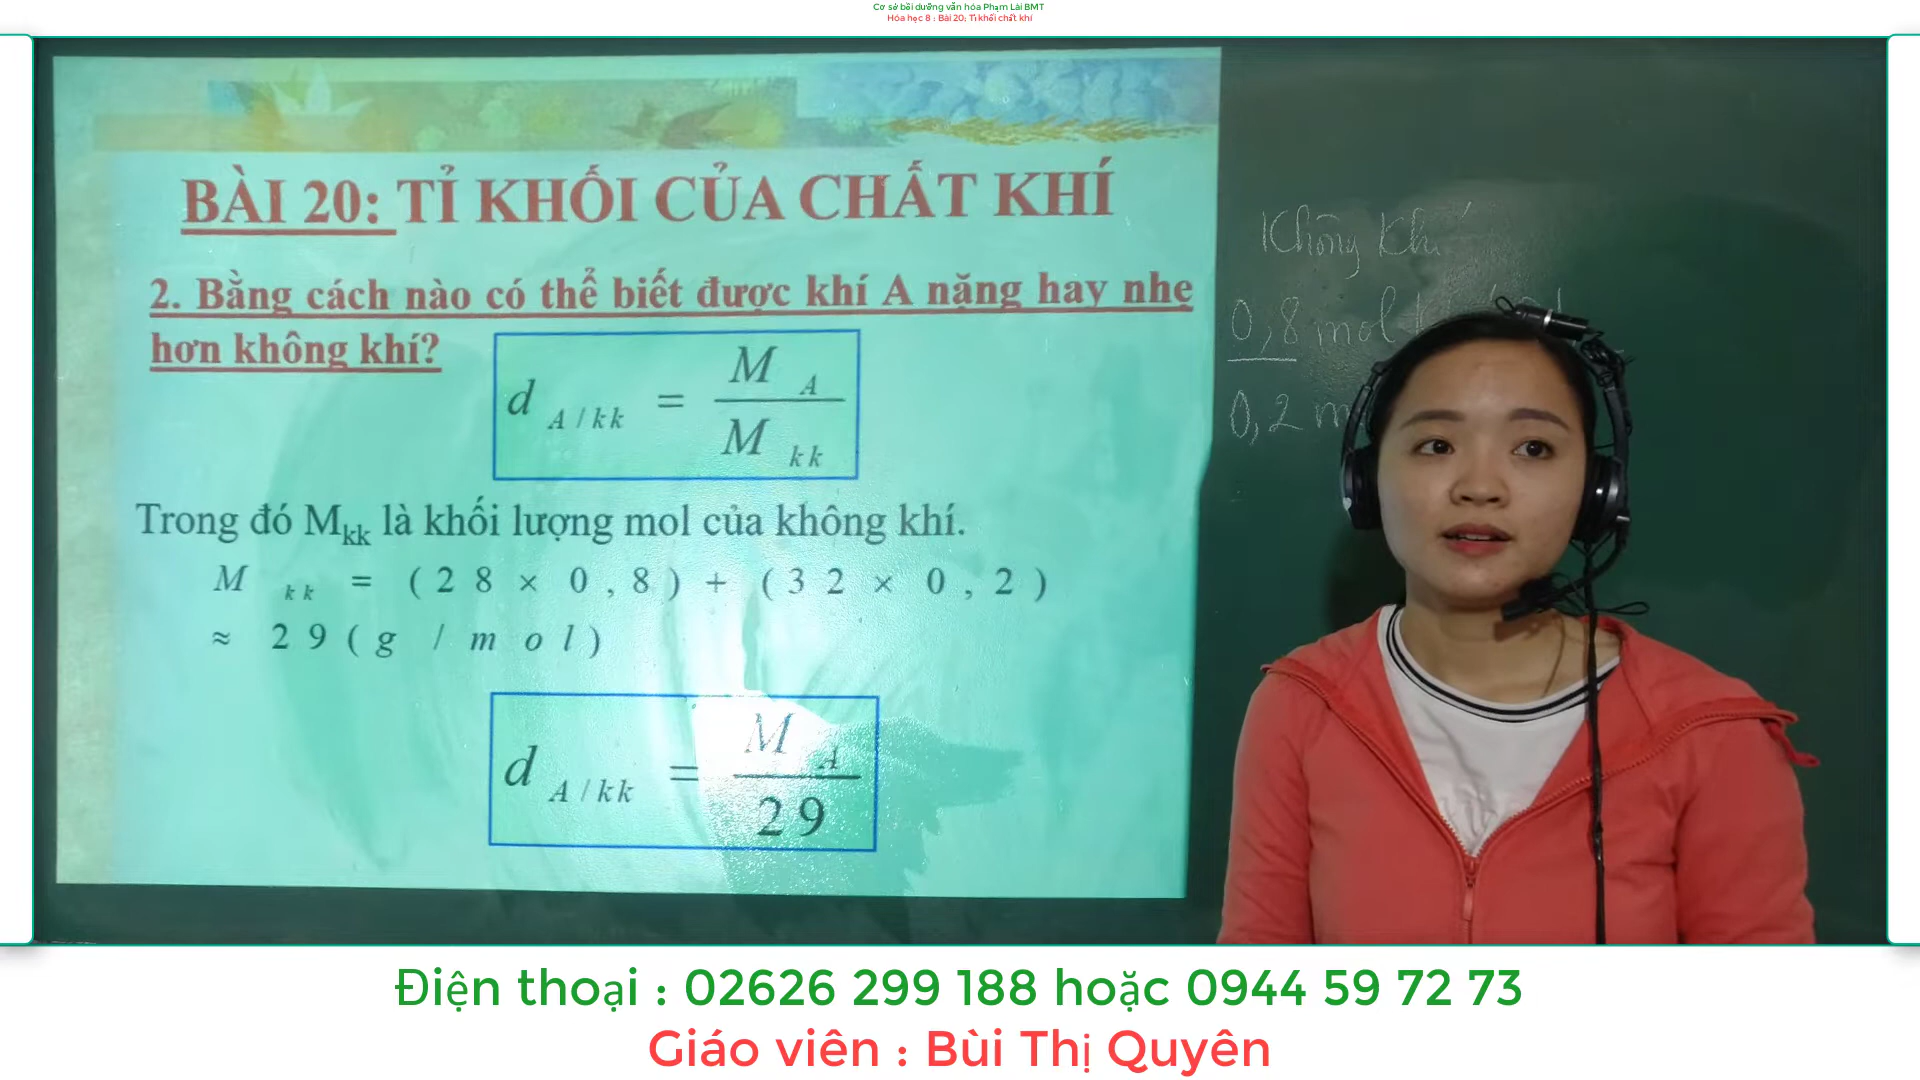 Cơ sở bồi dưỡng văn hóa Phạm Lài BMT
Hóa học 8 : Bài 20: Tỉ khối chất khí
BÀI 20: TỈ KHỐI CỦA CHẤT KHÍ
2. Bằng cách nào có thể biết được khí A nặng hay nhẹ
hơn không khí?
d A/kk = M A / M kk
Trong đó Mkk là khối lượng mol của không khí.
M kk = (28 × 0,8) + (32 × 0,2)
≈ 29(g/mol)
d A/kk = M A / 29
Không khí
0,8 mol
0,2 m
Điện thoại : 02626 299 188 hoặc 0944 59 72 73
Giáo viên : Bùi Thị Quyên